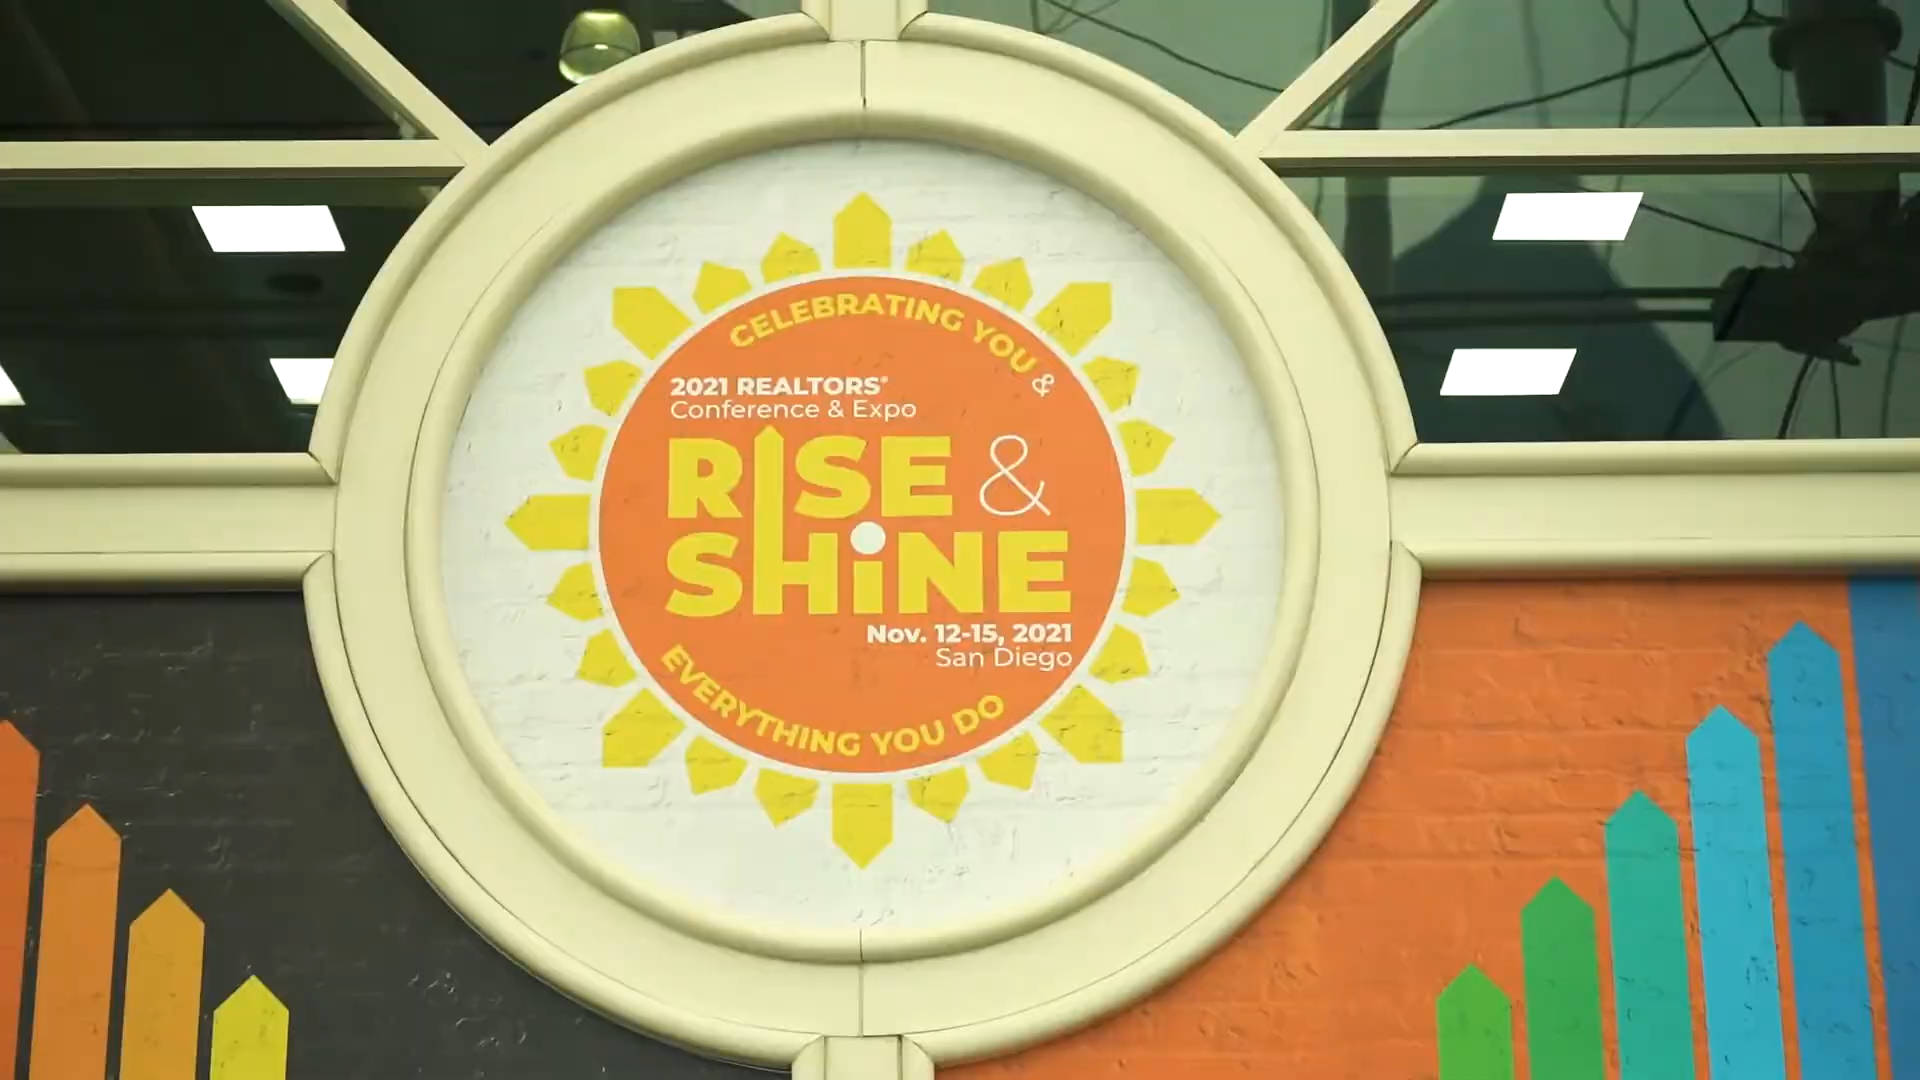 CELEBRATING YOU &
2021 REALTORS®
Conference & Expo
RISE &
SHiNE
Nov. 12-15, 2021
San Diego
EVERYTHING YOU DO